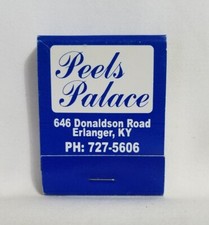 Peels
Palace
646 Donaldson Road
Erlanger, KY
PH: 727-5606